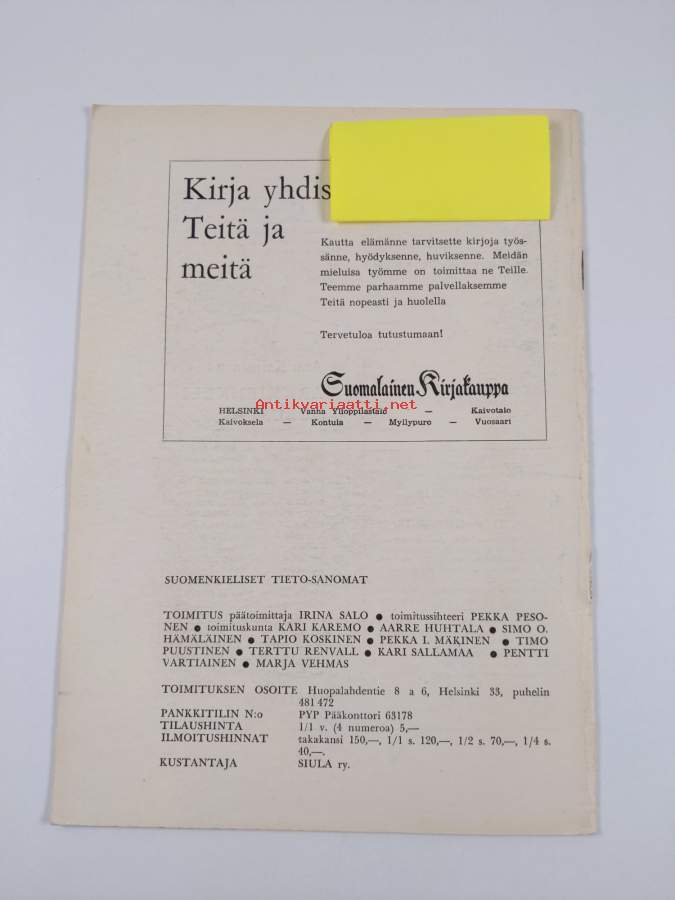 Kirja yhdis
Teitä ja
meitä
Kautta elämänne tarvitsette kirjoja työs-
sänne, hyödyksenne, huviksenne. Meidän
mieluisa työmme on toimittaa ne Teille.
Teemme parhaamme palvellaksemme
Teitä nopeasti ja huolella
Tervetuloa tutustumaan!
Suomalainen Kirjakauppa
Antikvariaatti.net
HELSINKI Vanha Ylioppilastalo — Kaivotalo
Kaivoksela — Kontula — Myllypuro — Vuosaari
SUOMENKIELISET TIETO-SANOMAT
TOIMITUS päätoimittaja IRINA SALO ● toimitussihteeri PEKKA PESO-
NEN ● toimituskunta KARI KAREMO ● AARRE HUHTALA ● SIMO O.
HÄMÄLÄINEN ● TAPIO KOSKINEN ● PEKKA I. MÄKINEN ● TIMO
PUUSTINEN ● TERTTU RENVALL ● KARI SALLAMAA ● PENTTI
VARTIAINEN ● MARJA VEHMAS
TOIMITUKSEN OSOITE Huopalahdentie 8 a 6, Helsinki 33, puhelin
481 472
PANKKITILIN N:o PYP Pääkonttori 63178
TILAUSHINTA 1/1 v. (4 numeroa) 5,—
ILMOITUSHINNAT takakansi 150,—, 1/1 s. 120,—, 1/2 s. 70,—, 1/4 s.
40,—.
KUSTANTAJA SIULA ry.